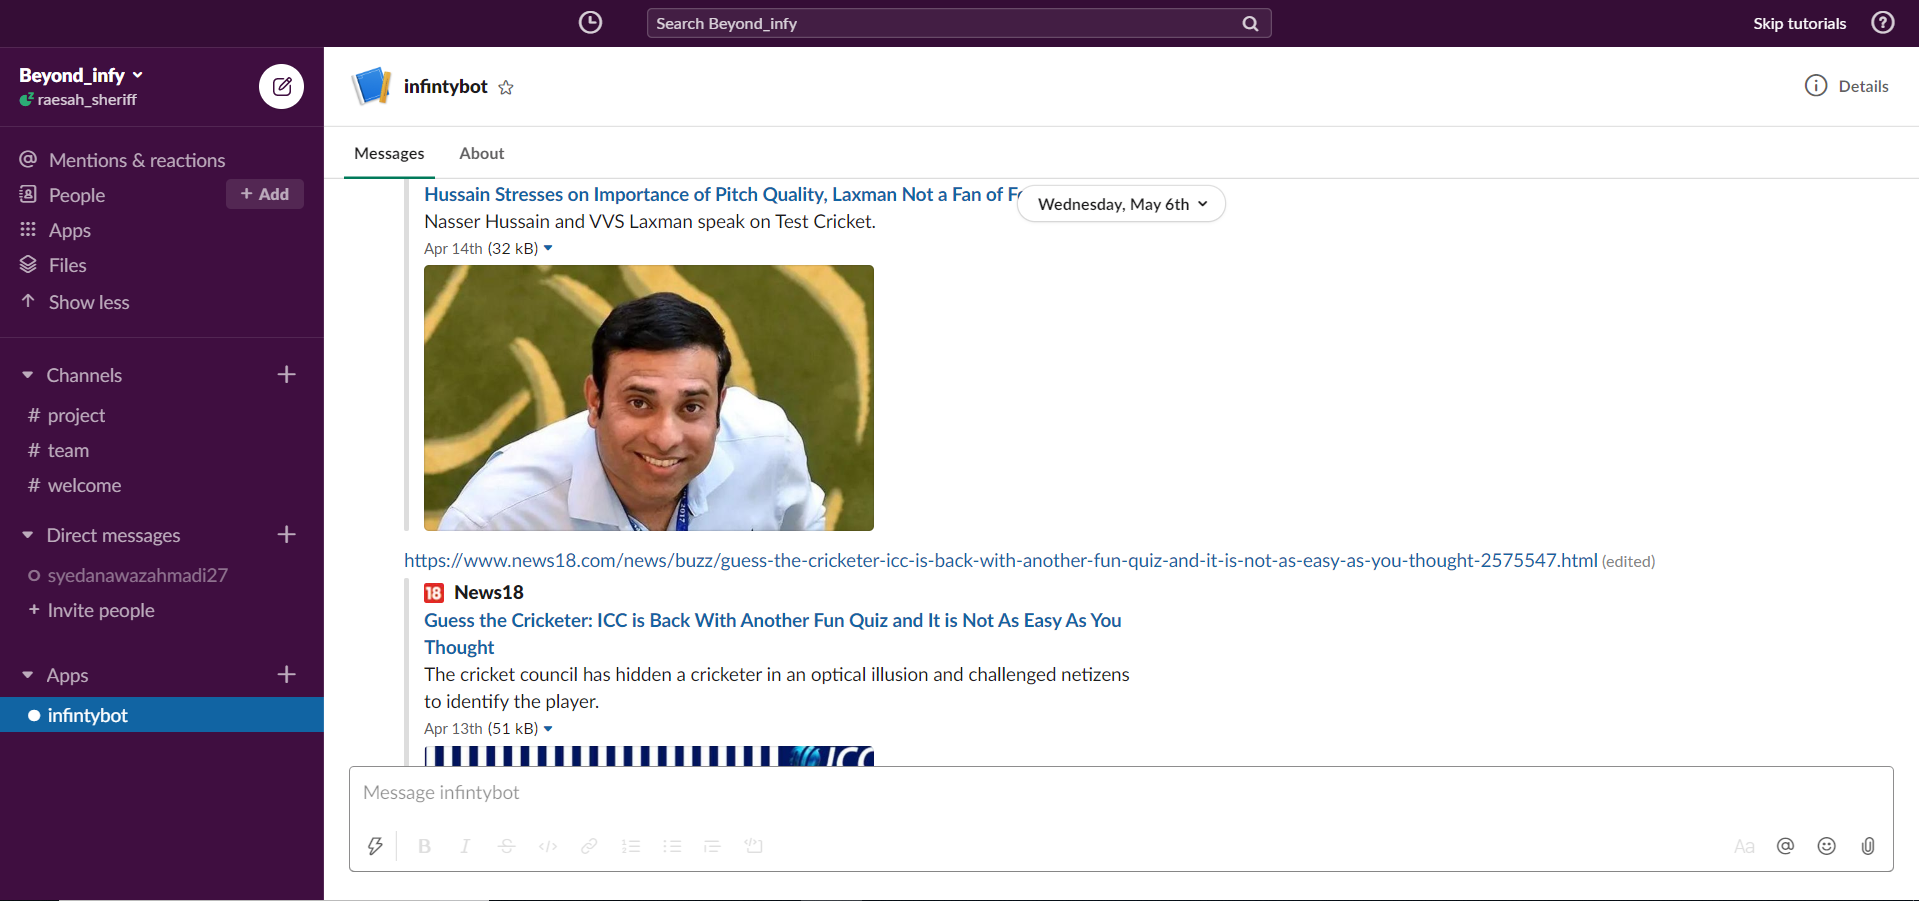 Search Beyond_infy
Skip tutorials
Beyond_infy
raesah_sheriff
Mentions & reactions
People
+ Add
Apps
Files
Show less
Channels
# project
# team
# welcome
Direct messages
syedanawazahmadi27
+ Invite people
Apps
infintybot
infintybot
Details
Messages
About
Wednesday, May 6th
Hussain Stresses on Importance of Pitch Quality, Laxman Not a Fan of
Nasser Hussain and VVS Laxman speak on Test Cricket.
Apr 14th (32 kB)
2017
https://www.news18.com/news/buzz/guess-the-cricketer-icc-is-back-with-another-fun-quiz-and-it-is-not-as-easy-as-you-thought-2575547.html (edited)
18 News18
Guess the Cricketer: ICC is Back With Another Fun Quiz and It is Not As Easy As You
Thought
The cricket council has hidden a cricketer in an optical illusion and challenged netizens
to identify the player.
Apr 13th (51 kB)
ICC
Message infintybot
B I S </> Aa @